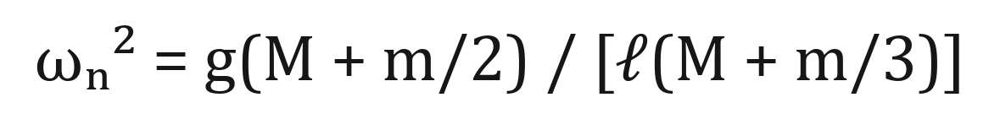 ωₙ² = g(M + m/2) / [ℓ(M + m/3)]